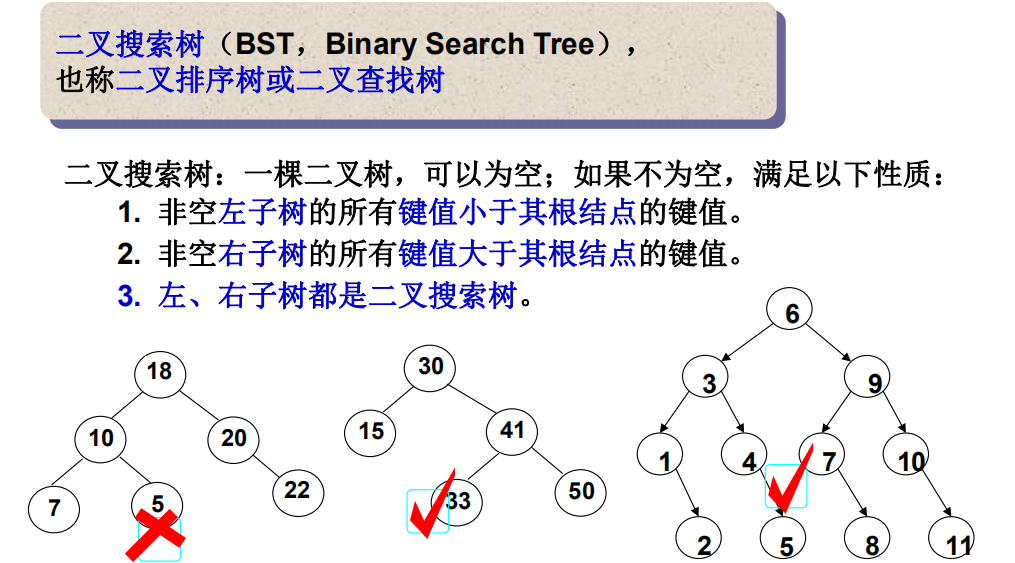 二叉搜索树（BST，Binary Search Tree），
也称二叉排序树或二叉查找树
二叉搜索树：一棵二叉树，可以为空；如果不为空，满足以下性质：
1. 非空左子树的所有键值小于其根结点的键值。
2. 非空右子树的所有键值大于其根结点的键值。
3. 左、右子树都是二叉搜索树。
18
10 20
7 5 22
30
15 41
33 50
6
3 9
1 4 7 10
2 5 8 11